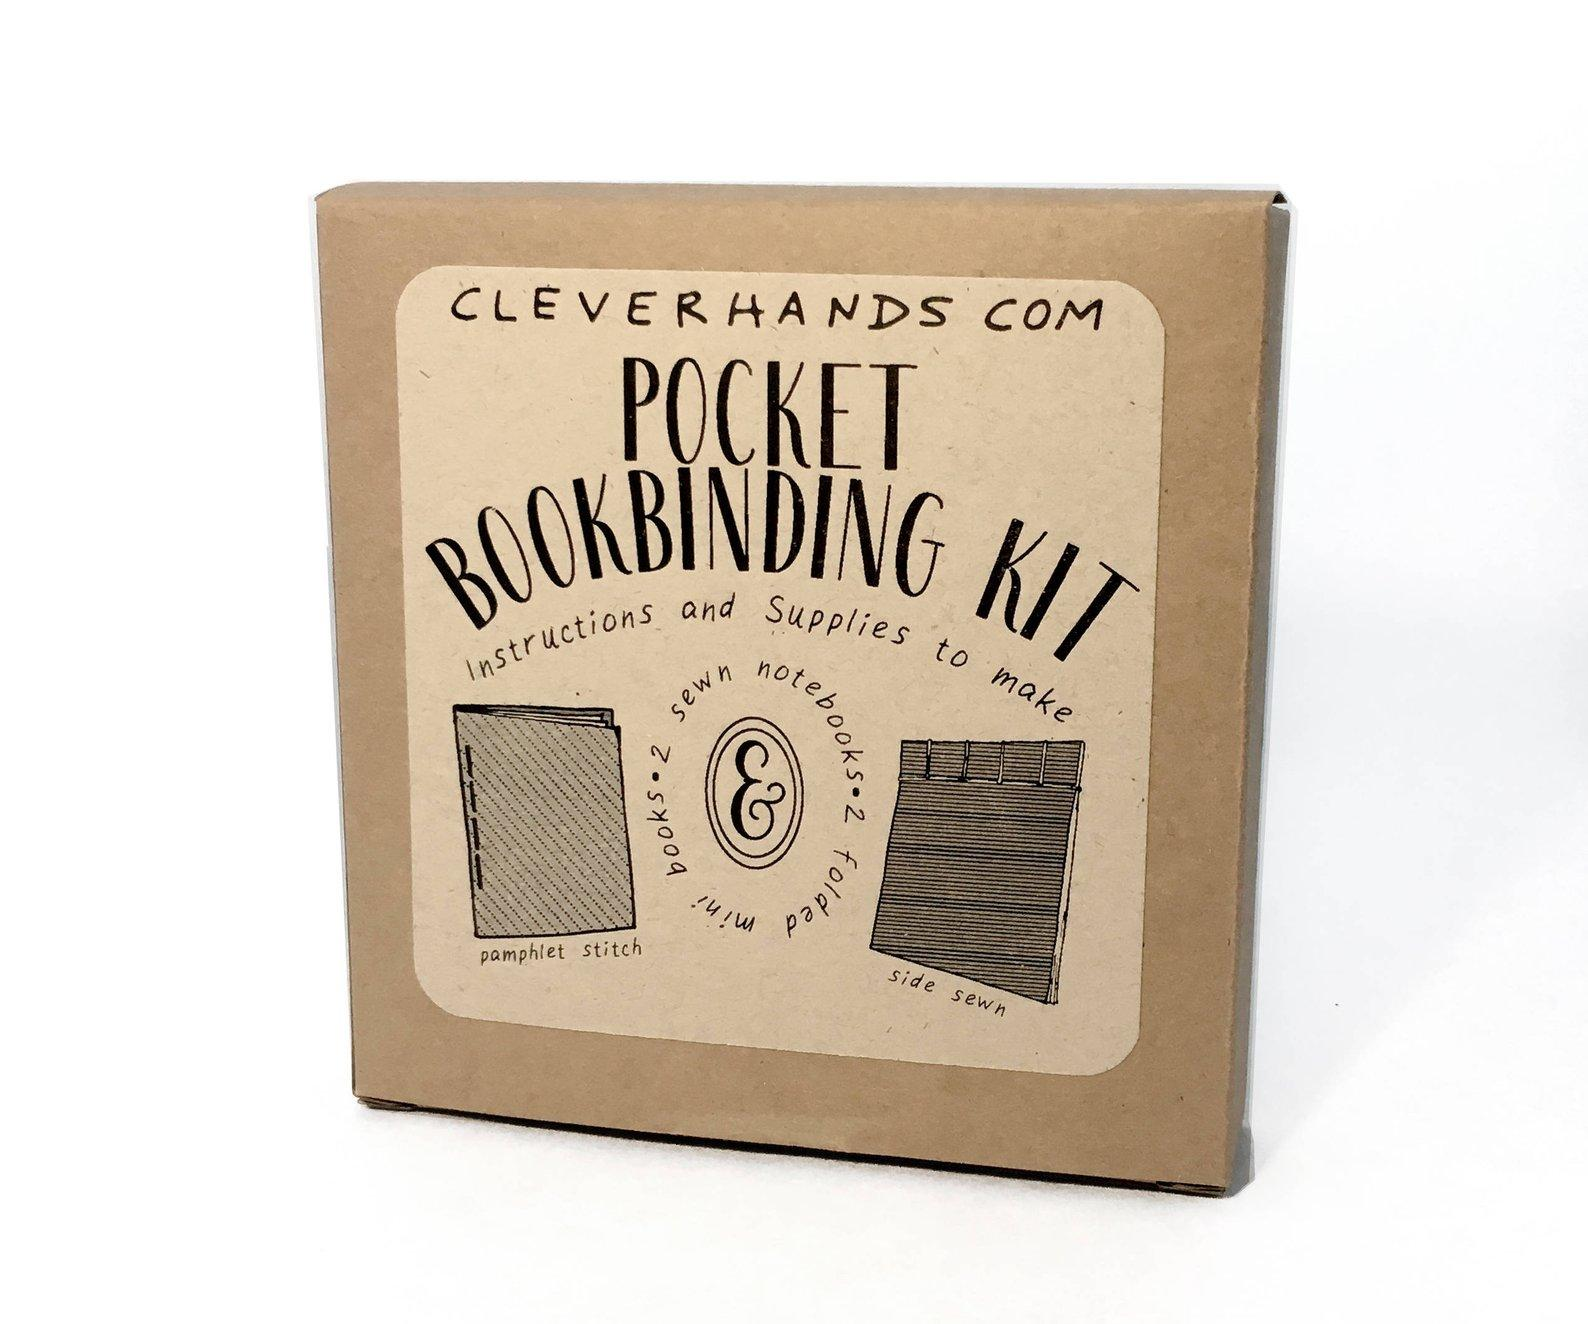 CLEVERHANDS COM
POCKET
BOOKBINDING KIT
Instructions and Supplies to make
2 sewn notebooks • 2 folded mini books •
&
pamphlet stitch
side sewn